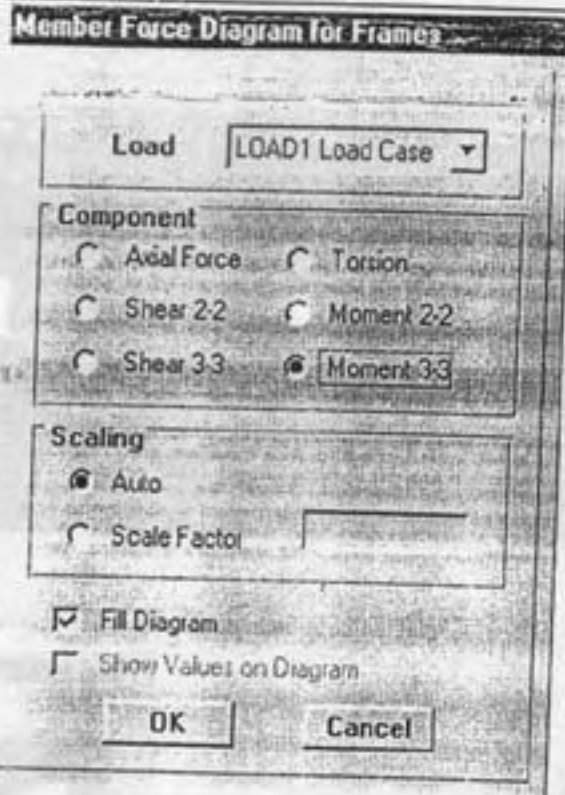 Member Force Diagram for Frames
Load LOAD1 Load Case
Component
Axial Force Torsion
Shear 2-2 Moment 2-2
Shear 3-3 Moment 3-3
Scaling
Auto
Scale Factor
Fill Diagram
Show Values on Diagram
OK Cancel